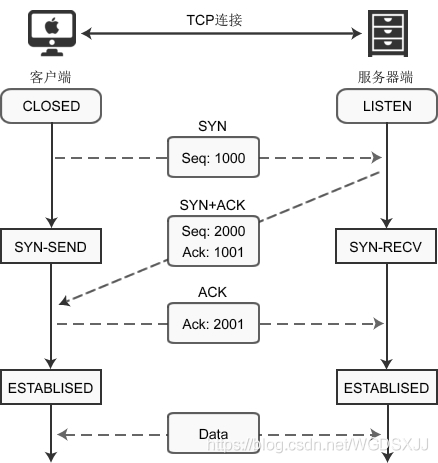 TCP连接
客户端
服务器端
CLOSED
LISTEN
SYN
Seq: 1000
SYN+ACK
Seq: 2000
Ack: 1001
SYN-SEND
SYN-RECV
ACK
Ack: 2001
ESTABLISED
ESTABLISED
Data
https://blog.csdn.net/WGDSXJJ